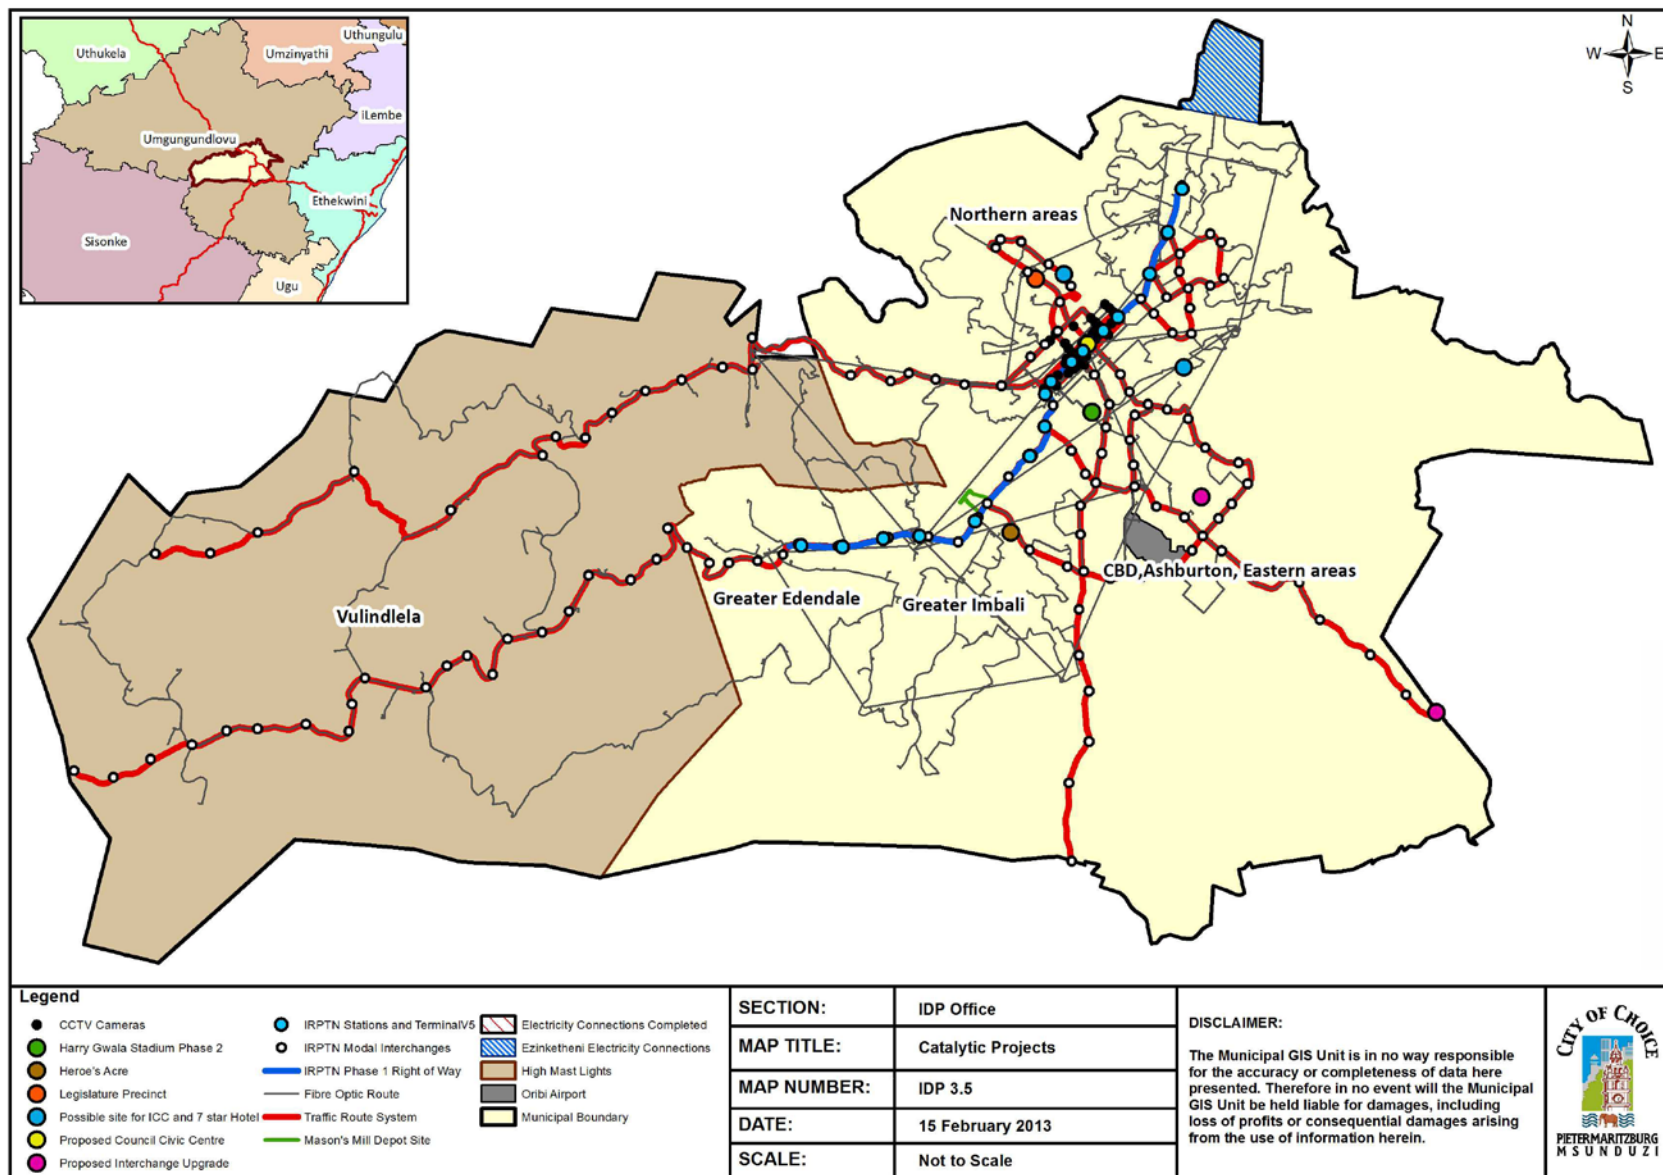 Uthukela
Umzinyathi
Uthungulu
iLembe
Umgungundlovu
Ethekwini
Sisonke
Ugu
N
W
E
S
Northern areas
CBD,Ashburton, Eastern areas
Greater Edendale
Greater Imbali
Vulindlela
Legend
CCTV Cameras
Harry Gwala Stadium Phase 2
Heroe's Acre
Legislature Precinct
Possible site for ICC and 7 star Hotel
Proposed Council Civic Centre
Proposed Interchange Upgrade
IRPTN Stations and TerminalV5
IRPTN Modal Interchanges
IRPTN Phase 1 Right of Way
Fibre Optic Route
Traffic Route System
Mason's Mill Depot Site
Electricity Connections Completed
Ezinketheni Electricity Connections
High Mast Lights
Oribi Airport
Municipal Boundary
SECTION: IDP Office
MAP TITLE: Catalytic Projects
MAP NUMBER: IDP 3.5
DATE: 15 February 2013
SCALE: Not to Scale
DISCLAIMER:
The Municipal GIS Unit is in no way responsible
for the accuracy or completeness of data here
presented. Therefore in no event will the Municipal
GIS Unit be held liable for damages, including
loss of profits or consequential damages arising
from the use of information herein.
CITY OF CHOICE
PIETERMARITZBURG
MSUNDUZI